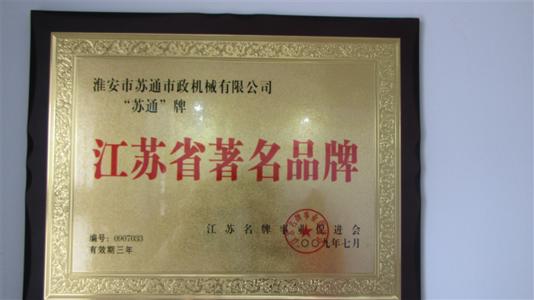 淮安市苏通市政机械有限公司
“苏通”牌
江苏省著名品牌
江苏名牌事业促进会
编号：0907033
二〇〇九年七月
有效期三年